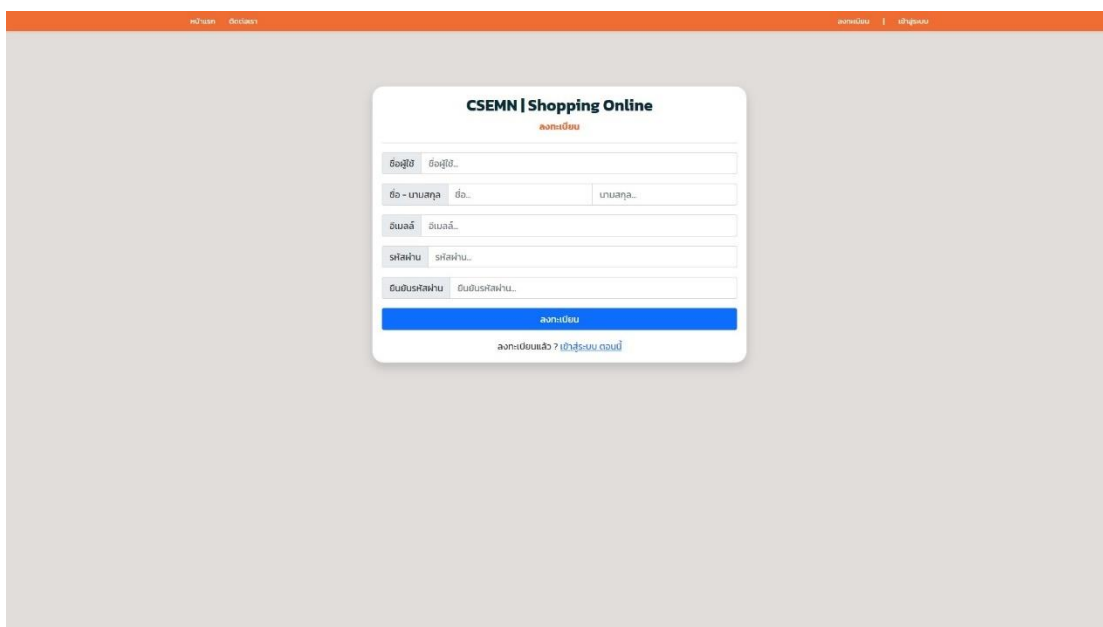 หน้าแรก ติดต่อเรา ลงทะเบียน | เข้าสู่ระบบ
CSEMN | Shopping Online
ลงทะเบียน
ชื่อผู้ใช้ ชื่อผู้ใช้...
ชื่อ - นามสกุล ชื่อ... นามสกุล...
อีเมลล์ อีเมลล์...
รหัสผ่าน รหัสผ่าน...
ยืนยันรหัสผ่าน ยืนยันรหัสผ่าน...
ลงทะเบียน
ลงทะเบียนแล้ว ? เข้าสู่ระบบ ตอนนี้